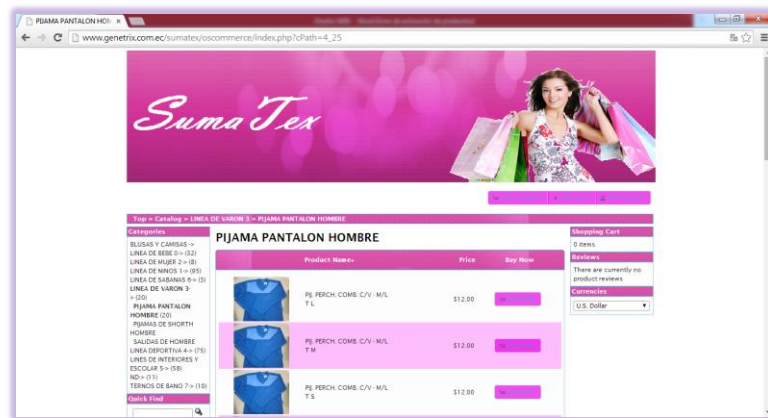 PIJAMA PANTALON HOM
www.genetrix.com.ec/sumatex/oscommerce/index.php?cPath=4_25
Suma Tex
Top » Catalog » LINEA DE VARON 3 » PIJAMA PANTALON HOMBRE
Categories
BLUSAS Y CAMISAS ->
LINEA DE BEBE 0-> (32)
LINEA DE MUJER 2-> (8)
LINEA DE NINOS 1-> (95)
LINEA DE SABANAS 6-> (3)
LINEA DE VARON 3-
> (20)
PIJAMA PANTALON
HOMBRE (20)
PIJAMAS DE SHORTH
HOMBRE
SALIDAS DE HOMBRE
LINEA DEPORTIVA 4-> (75)
LINES DE INTERIORES Y
ESCOLAR 5-> (58)
ND-> (11)
TERNOS DE BANO 7-> (10)
Quick Find
PIJAMA PANTALON HOMBRE
Product Name+ Price Buy Now
PIJ. PERCH. COMB. C/V - M/L
T L
$12.00
PIJ. PERCH. COMB. C/V - M/L
T M
$12.00
PIJ. PERCH. COMB. C/V - M/L
T S
$12.00
Shopping Cart
0 items
Reviews
There are currently no
product reviews
Currencies
U.S. Dollar